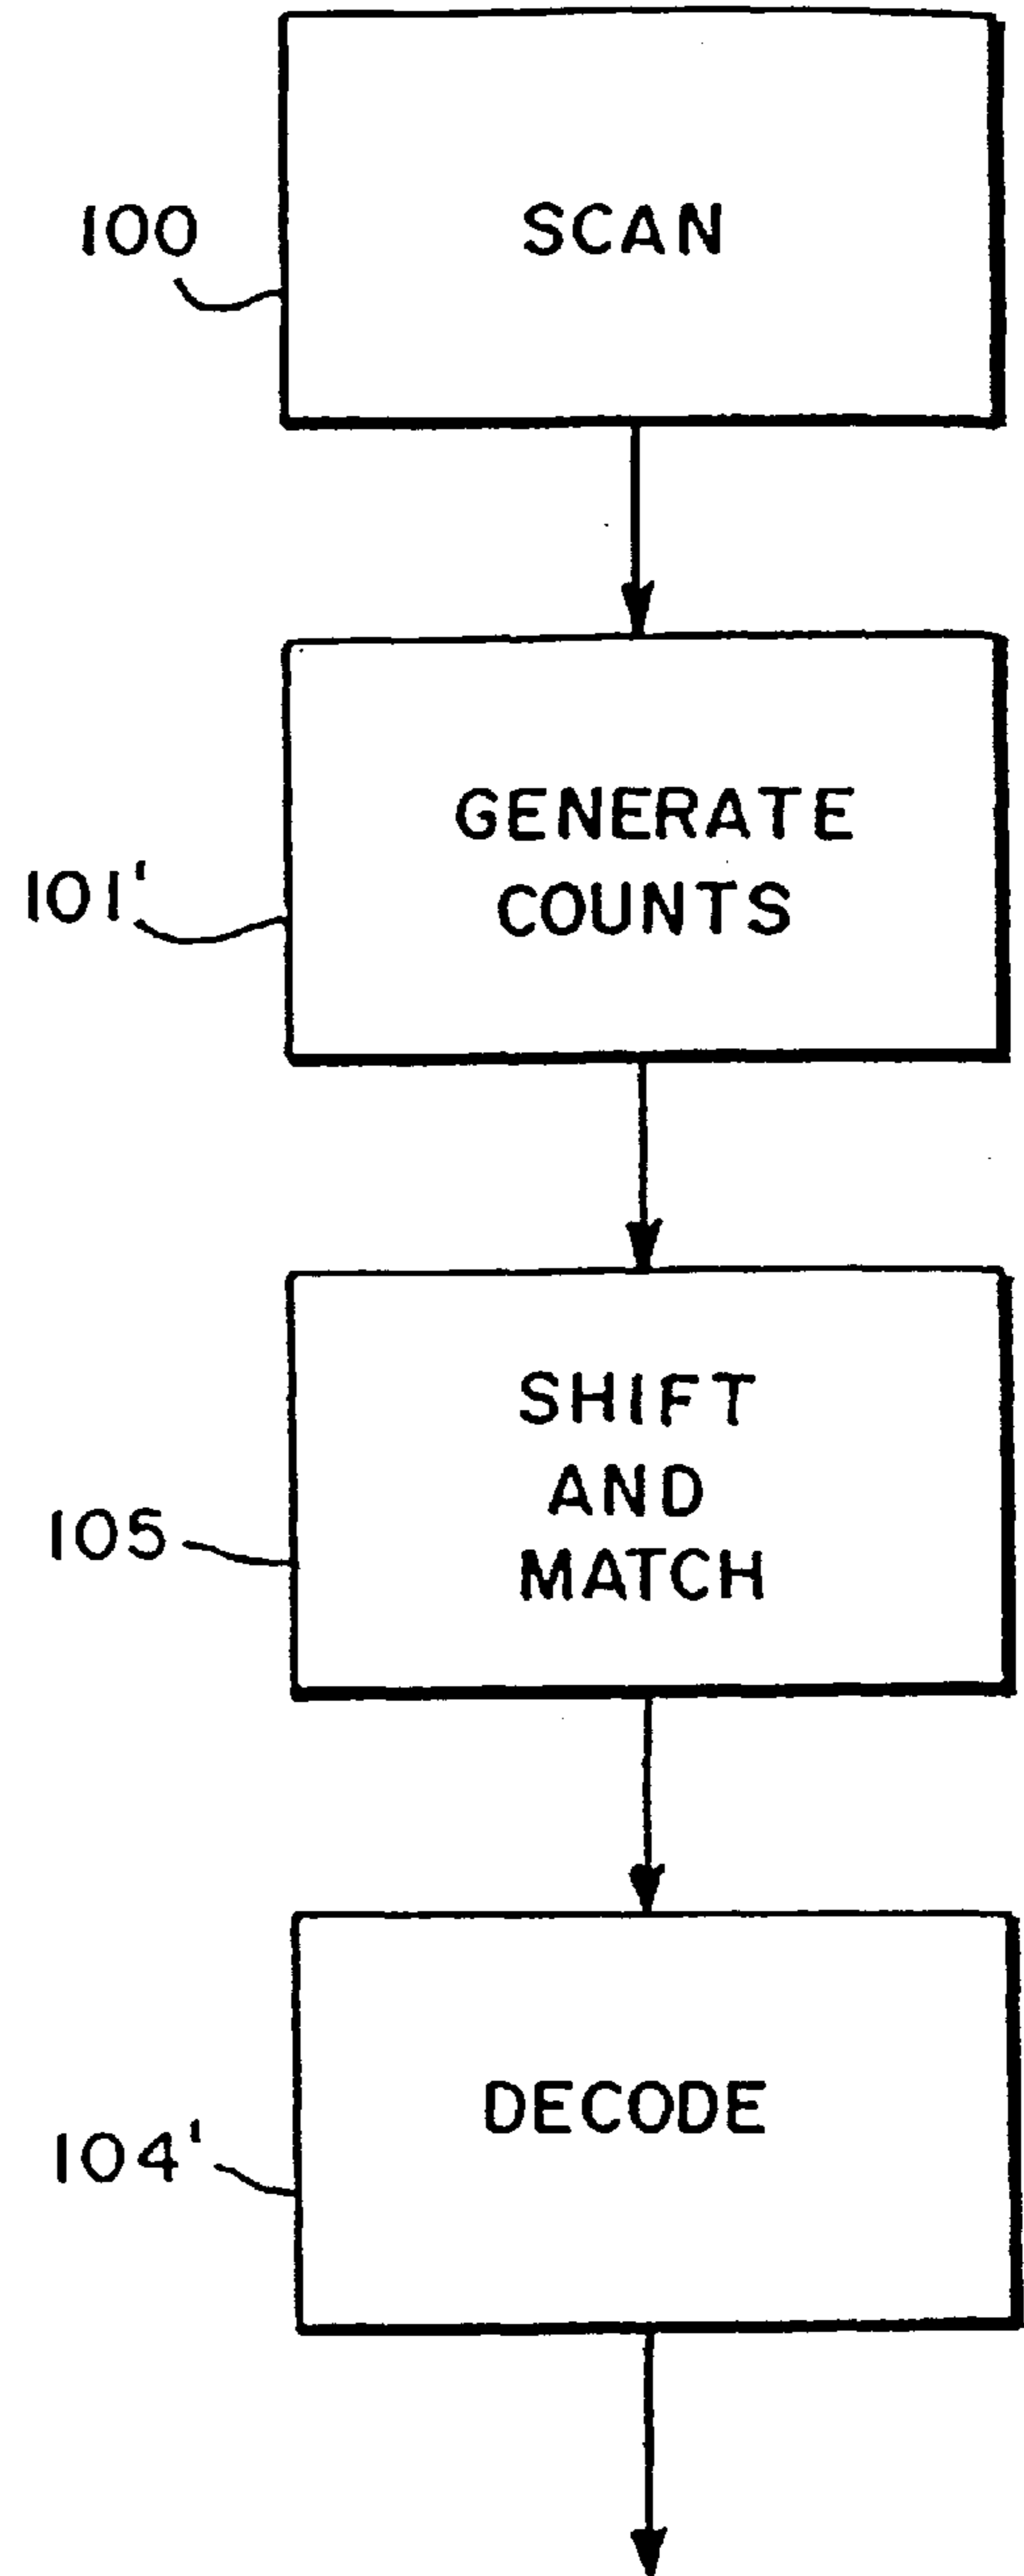 100
SCAN
101'
GENERATE
COUNTS
105
SHIFT
AND
MATCH
104'
DECODE